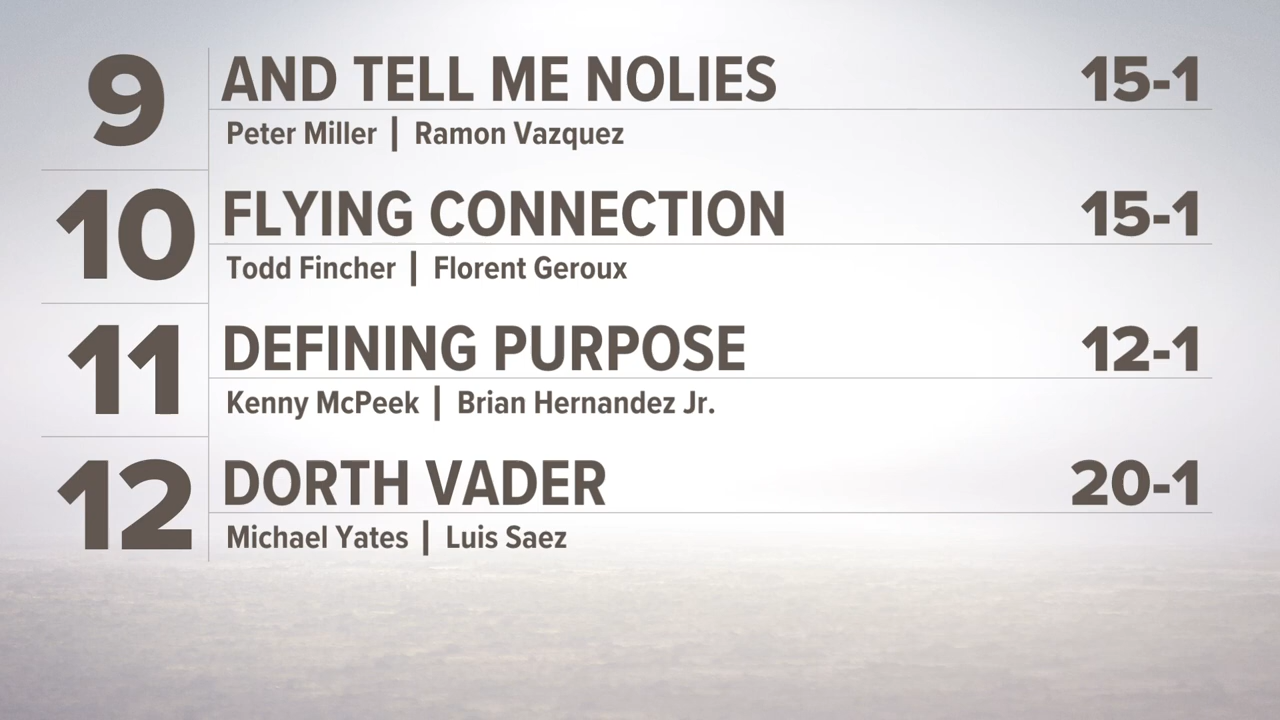 9 AND TELL ME NOLIES 15-1
Peter Miller | Ramon Vazquez
10 FLYING CONNECTION 15-1
Todd Fincher | Florent Geroux
11 DEFINING PURPOSE 12-1
Kenny McPeek | Brian Hernandez Jr.
12 DORTH VADER 20-1
Michael Yates | Luis Saez